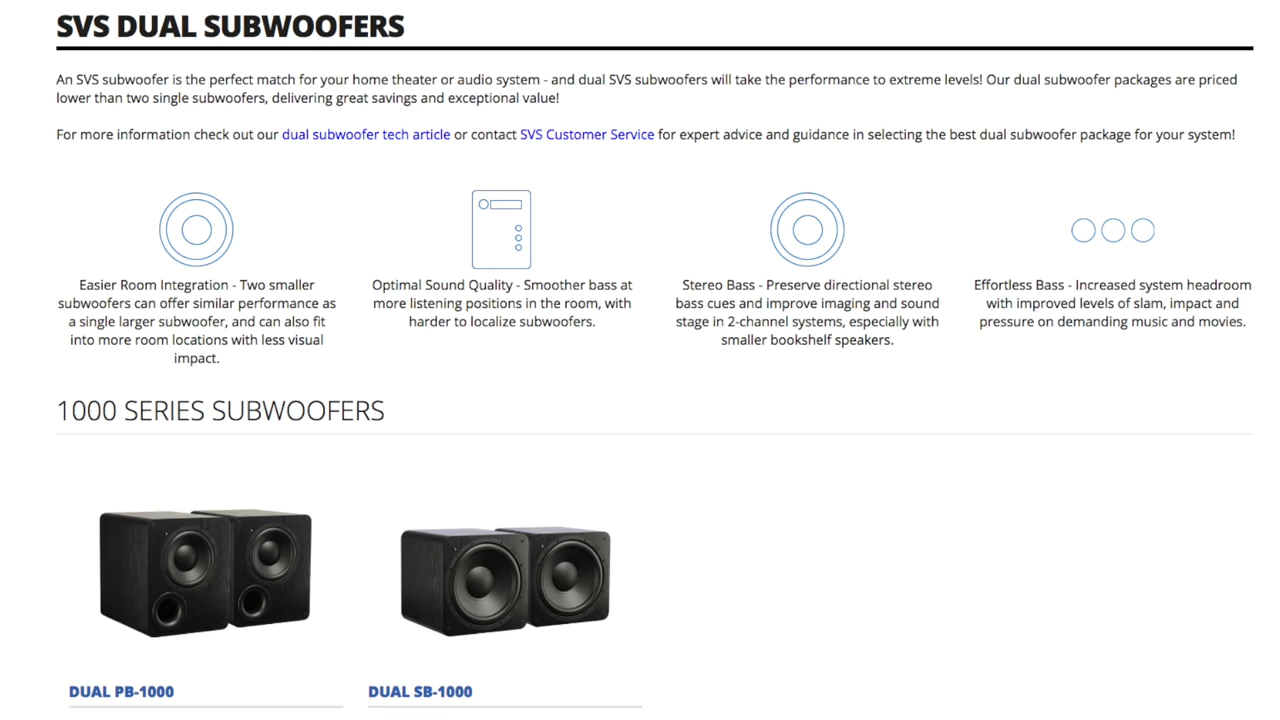 SVS DUAL SUBWOOFERS
An SVS subwoofer is the perfect match for your home theater or audio system - and dual SVS subwoofers will take the performance to extreme levels! Our dual subwoofer packages are priced
lower than two single subwoofers, delivering great savings and exceptional value!
For more information check out our dual subwoofer tech article or contact SVS Customer Service for expert advice and guidance in selecting the best dual subwoofer package for your system!
Easier Room Integration - Two smaller
subwoofers can offer similar performance as
a single larger subwoofer, and can also fit
into more room locations with less visual
impact.
Optimal Sound Quality - Smoother bass at
more listening positions in the room, with
harder to localize subwoofers.
Stereo Bass - Preserve directional stereo
bass cues and improve imaging and sound
stage in 2-channel systems, especially with
smaller bookshelf speakers.
Effortless Bass - Increased system headroom
with improved levels of slam, impact and
pressure on demanding music and movies.
1000 SERIES SUBWOOFERS
DUAL PB-1000
DUAL SB-1000